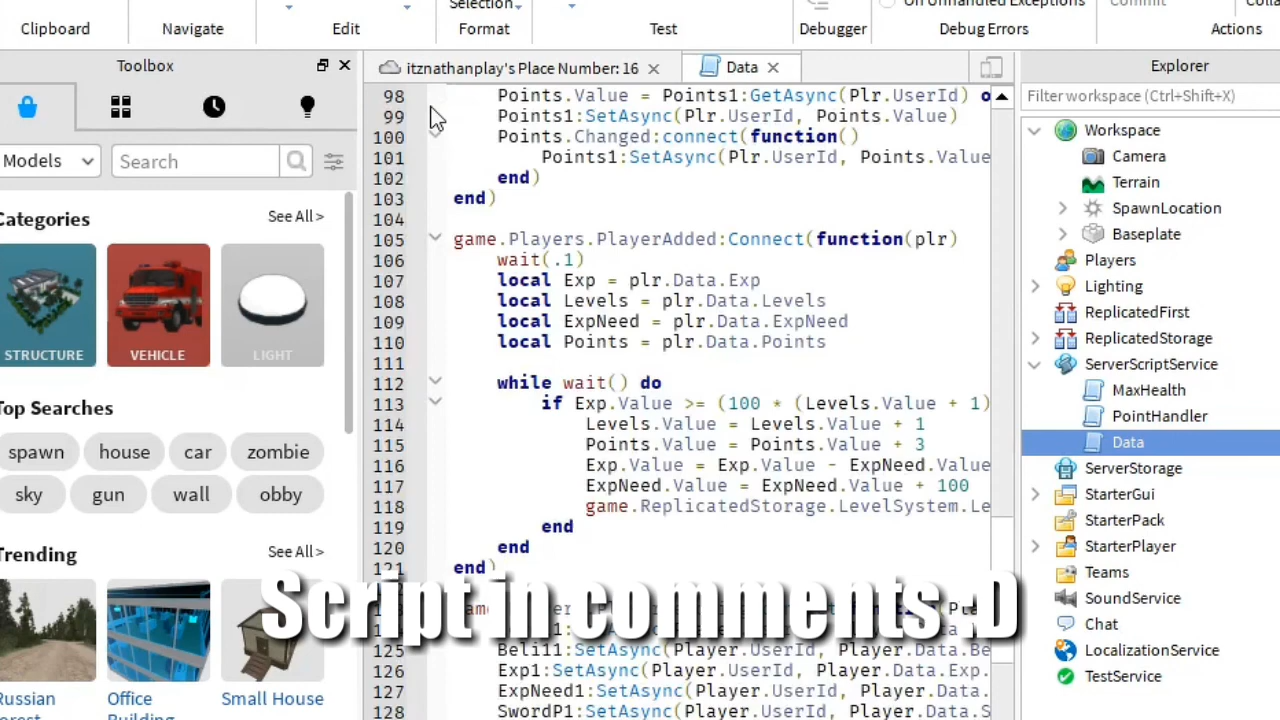 Selection
On Unhandled Exceptions
Commit
Clipboard
Navigate
Edit
Format
Test
Debugger
Debug Errors
Actions
Toolbox
Models
Search
Categories
See All >
STRUCTURE
VEHICLE
LIGHT
Top Searches
spawn
house
car
zombie
sky
gun
wall
obby
Trending
See All >
Russian
Office
Building
Small House
itznathanplay's Place Number: 16
Data
98 Points.Value = Points1:GetAsync(Plr.UserId) o
99 Points1:SetAsync(Plr.UserId, Points.Value)
100 Points.Changed:connect(function()
101 Points1:SetAsync(Plr.UserId, Points.Value
102 end)
103 end)
104
105 game.Players.PlayerAdded:Connect(function(plr)
106 wait(.1)
107 local Exp = plr.Data.Exp
108 local Levels = plr.Data.Levels
109 local ExpNeed = plr.Data.ExpNeed
110 local Points = plr.Data.Points
111
112 while wait() do
113 if Exp.Value >= (100 * (Levels.Value + 1)
114 Levels.Value = Levels.Value + 1
115 Points.Value = Points.Value + 3
116 Exp.Value = Exp.Value - ExpNeed.Value
117 ExpNeed.Value = ExpNeed.Value + 100
118 game.ReplicatedStorage.LevelSystem.Le
119 end
120 end
121 end)
Script in comments :D
125 Beli11:SetAsync(Player.UserId, Player.Data.Be
126 Exp1:SetAsync(Player.UserId, Player.Data.Exp.
127 ExpNeed1:SetAsync(Player.UserId, Player.Data.
128 SwordP1:SetAsync(Player.UserId, Player.Data.S
Explorer
Filter workspace (Ctrl+Shift+X)
Workspace
Camera
Terrain
SpawnLocation
Baseplate
Players
Lighting
ReplicatedFirst
ReplicatedStorage
ServerScriptService
MaxHealth
PointHandler
Data
ServerStorage
StarterGui
StarterPack
StarterPlayer
Teams
SoundService
Chat
LocalizationService
TestService